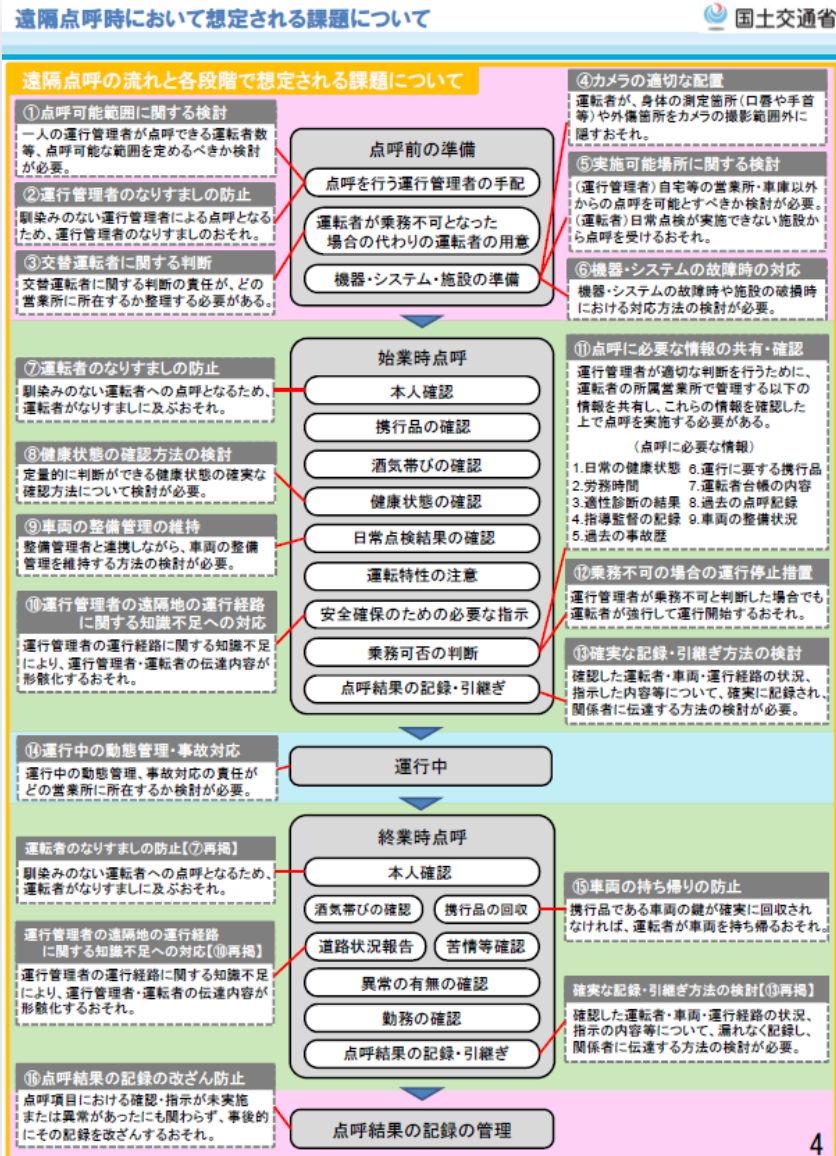 遠隔点呼時において想定される課題について
国土交通省
遠隔点呼の流れと各段階で想定される課題について
①点呼可能範囲に関する検討
一人の運行管理者が点呼できる運転者数
等、点呼可能な範囲を定めるべきか検討
が必要。
②運行管理者のなりすましの防止
馴染みのない運行管理者による点呼となる
ため、運行管理者のなりすましのおそれ。
③交替運転者に関する判断
交替運転者に関する判断の責任が、どの
営業所に所在するか整理する必要がある。
点呼前の準備
点呼を行う運行管理者の手配
運転者が乗務不可となった
場合の代わりの運転者の用意
機器・システム・施設の準備
④カメラの適切な配置
運転者が、身体の測定箇所(口唇や手首
等)や外傷箇所をカメラの撮影範囲外に
隠すおそれ。
⑤実施可能場所に関する検討
(運行管理者)自宅等の営業所・車庫以外
からの点呼を可能とすべきか検討が必要。
(運転者)日常点検が実施できない施設か
ら点呼を受けるおそれ。
⑥機器・システムの故障時の対応
機器・システムの故障時や施設の破損時
における対応方法の検討が必要。
⑦運転者のなりすましの防止
馴染みのない運転者への点呼となるため、
運転者がなりすましに及ぶおそれ。
⑧健康状態の確認方法の検討
定量的に判断ができる健康状態の確実な
確認方法について検討が必要。
⑨車両の整備管理の維持
整備管理者と連携しながら、車両の整備
管理を維持する方法の検討が必要。
⑩運行管理者の遠隔地の運行経路
に関する知識不足への対応
運行管理者の運行経路に関する知識不足
により、運行管理者・運転者の伝達内容が
形骸化するおそれ。
始業時点呼
本人確認
携行品の確認
酒気帯びの確認
健康状態の確認
日常点検結果の確認
運転特性の注意
安全確保のための必要な指示
乗務可否の判断
点呼結果の記録・引継ぎ
⑪点呼に必要な情報の共有・確認
運行管理者が適切な判断を行うために、
運転者の所属営業所で管理する以下の
情報を共有し、これらの情報を確認した
上で点呼を実施する必要がある。
(点呼に必要な情報)
1.日常の健康状態 6.運行に要する携行品
2.労務時間 7.運転者台帳の内容
3.適性診断の結果 8.過去の点呼記録
4.指導監督の記録 9.車両の整備状況
5.過去の事故歴
⑫乗務不可の場合の運行停止措置
運行管理者が乗務不可と判断した場合でも
運転者が強行して運行開始するおそれ。
⑬確実な記録・引継ぎ方法の検討
確認した運転者・車両・運行経路の状況、
指示した内容等について、確実に記録され、
関係者に伝達する方法の検討が必要。
⑭運行中の動態管理・事故対応
運行中の動態管理、事故対応の責任が
どの営業所に所在するか検討が必要。
運行中
運転者のなりすましの防止【⑦再掲】
馴染みのない運転者への点呼となるため、
運転者がなりすましに及ぶおそれ。
運行管理者の遠隔地の運行経路
に関する知識不足への対応【⑩再掲】
運行管理者の運行経路に関する知識不足
により、運行管理者・運転者の伝達内容が
形骸化するおそれ。
終業時点呼
本人確認
酒気帯びの確認 携行品の回収
道路状況報告 苦情等確認
異常の有無の確認
勤務の確認
点呼結果の記録・引継ぎ
⑮車両の持ち帰りの防止
携行品である車両の鍵が確実に回収され
なければ、運転者が車両を持ち帰るおそれ。
確実な記録・引継ぎ方法の検討【⑬再掲】
確認した運転者・車両・運行経路の状況、
指示の内容等について、漏れなく記録し、
関係者に伝達する方法の検討が必要。
⑯点呼結果の記録の改ざん防止
点呼項目における確認・指示が未実施
または異常があったにも関わらず、事後的
にその記録を改ざんするおそれ。
点呼結果の記録の管理
4